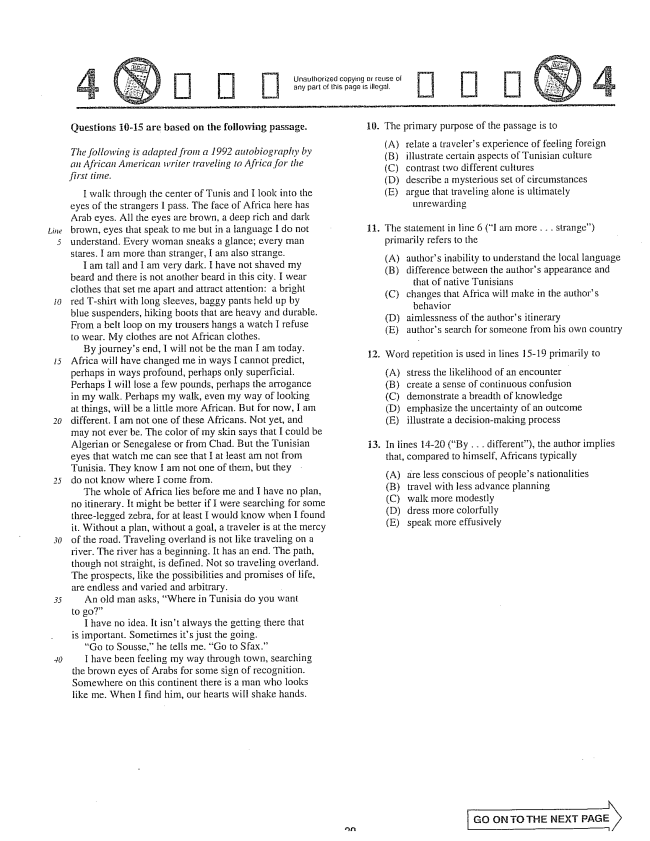 4
Unauthorized copying or reuse of
any part of this page is illegal.
4
Questions 10-15 are based on the following passage.
The following is adapted from a 1992 autobiography by
an African American writer traveling to Africa for the
first time.
I walk through the center of Tunis and I look into the
eyes of the strangers I pass. The face of Africa here has
Arab eyes. All the eyes are brown, a deep rich and dark
Line brown, eyes that speak to me but in a language I do not
5 understand. Every woman sneaks a glance; every man
stares. I am more than stranger, I am also strange.
I am tall and I am very dark. I have not shaved my
beard and there is not another beard in this city. I wear
clothes that set me apart and attract attention: a bright
10 red T-shirt with long sleeves, baggy pants held up by
blue suspenders, hiking boots that are heavy and durable.
From a belt loop on my trousers hangs a watch I refuse
to wear. My clothes are not African clothes.
By journey's end, I will not be the man I am today.
15 Africa will have changed me in ways I cannot predict,
perhaps in ways profound, perhaps only superficial.
Perhaps I will lose a few pounds, perhaps the arrogance
in my walk. Perhaps my walk, even my way of looking
at things, will be a little more African. But for now, I am
20 different. I am not one of these Africans. Not yet, and
may not ever be. The color of my skin says that I could be
Algerian or Senegalese or from Chad. But the Tunisian
eyes that watch me can see that I at least am not from
Tunisia. They know I am not one of them, but they
25 do not know where I come from.
The whole of Africa lies before me and I have no plan,
no itinerary. It might be better if I were searching for some
three-legged zebra, for at least I would know when I found
it. Without a plan, without a goal, a traveler is at the mercy
30 of the road. Traveling overland is not like traveling on a
river. The river has a beginning. It has an end. The path,
though not straight, is defined. Not so traveling overland.
The prospects, like the possibilities and promises of life,
are endless and varied and arbitrary.
35 An old man asks, "Where in Tunisia do you want
to go?"
I have no idea. It isn't always the getting there that
is important. Sometimes it's just the going.
"Go to Sousse," he tells me. "Go to Sfax."
40 I have been feeling my way through town, searching
the brown eyes of Arabs for some sign of recognition.
Somewhere on this continent there is a man who looks
like me. When I find him, our hearts will shake hands.
10. The primary purpose of the passage is to
(A) relate a traveler's experience of feeling foreign
(B) illustrate certain aspects of Tunisian culture
(C) contrast two different cultures
(D) describe a mysterious set of circumstances
(E) argue that traveling alone is ultimately
unrewarding
11. The statement in line 6 ("I am more . . . strange")
primarily refers to the
(A) author's inability to understand the local language
(B) difference between the author's appearance and
that of native Tunisians
(C) changes that Africa will make in the author's
behavior
(D) aimlessness of the author's itinerary
(E) author's search for someone from his own country
12. Word repetition is used in lines 15-19 primarily to
(A) stress the likelihood of an encounter
(B) create a sense of continuous confusion
(C) demonstrate a breadth of knowledge
(D) emphasize the uncertainty of an outcome
(E) illustrate a decision-making process
13. In lines 14-20 ("By . . . different"), the author implies
that, compared to himself, Africans typically
(A) are less conscious of people's nationalities
(B) travel with less advance planning
(C) walk more modestly
(D) dress more colorfully
(E) speak more effusively
GO ON TO THE NEXT PAGE